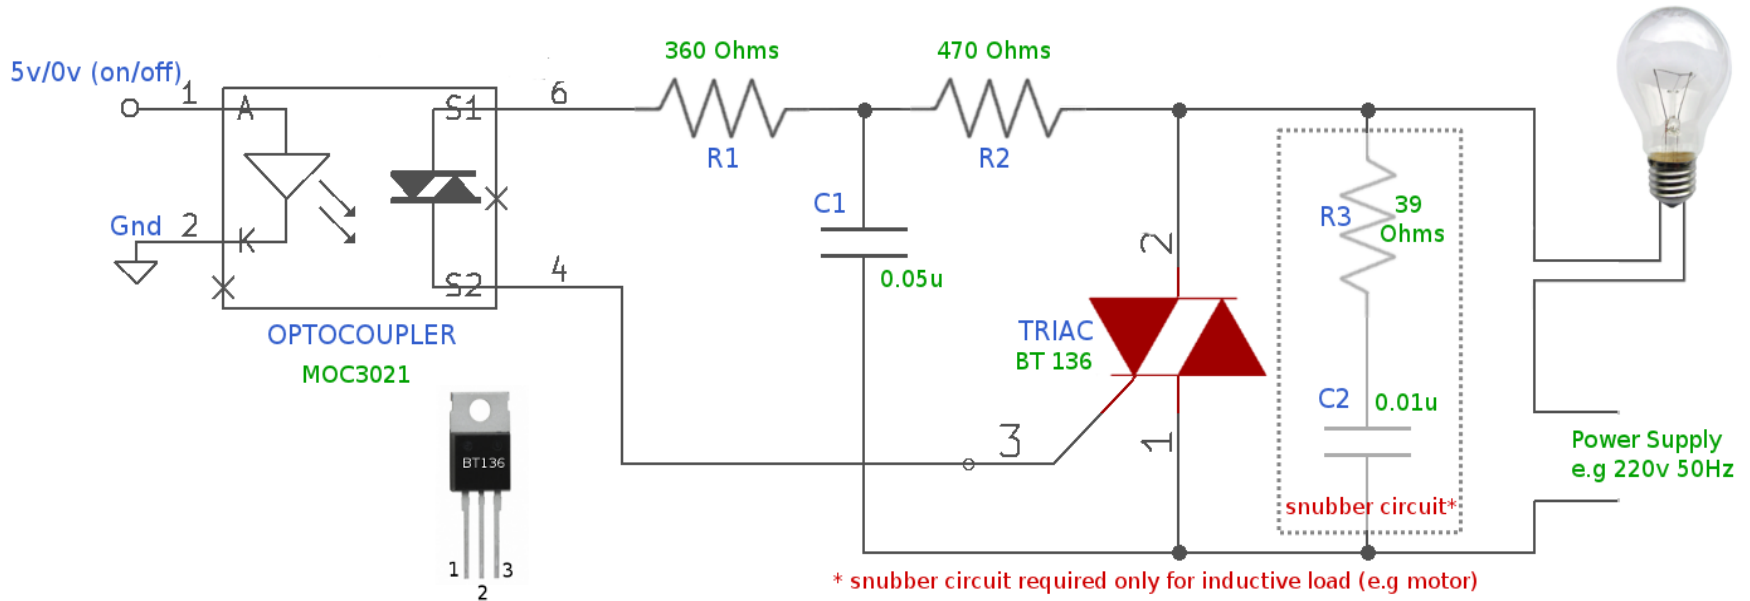 360 Ohms
470 Ohms
5v/0v (on/off)
1
A
S1
6
R1
R2
C1
R3
39
Ohms
Gnd
2
K
S2
4
0.05u
2
OPTOCOUPLER
MOC3021
TRIAC
BT 136
C2
0.01u
BT136
3
1
Power Supply
e.g 220v 50Hz
snubber circuit*
1
2
3
* snubber circuit required only for inductive load (e.g motor)